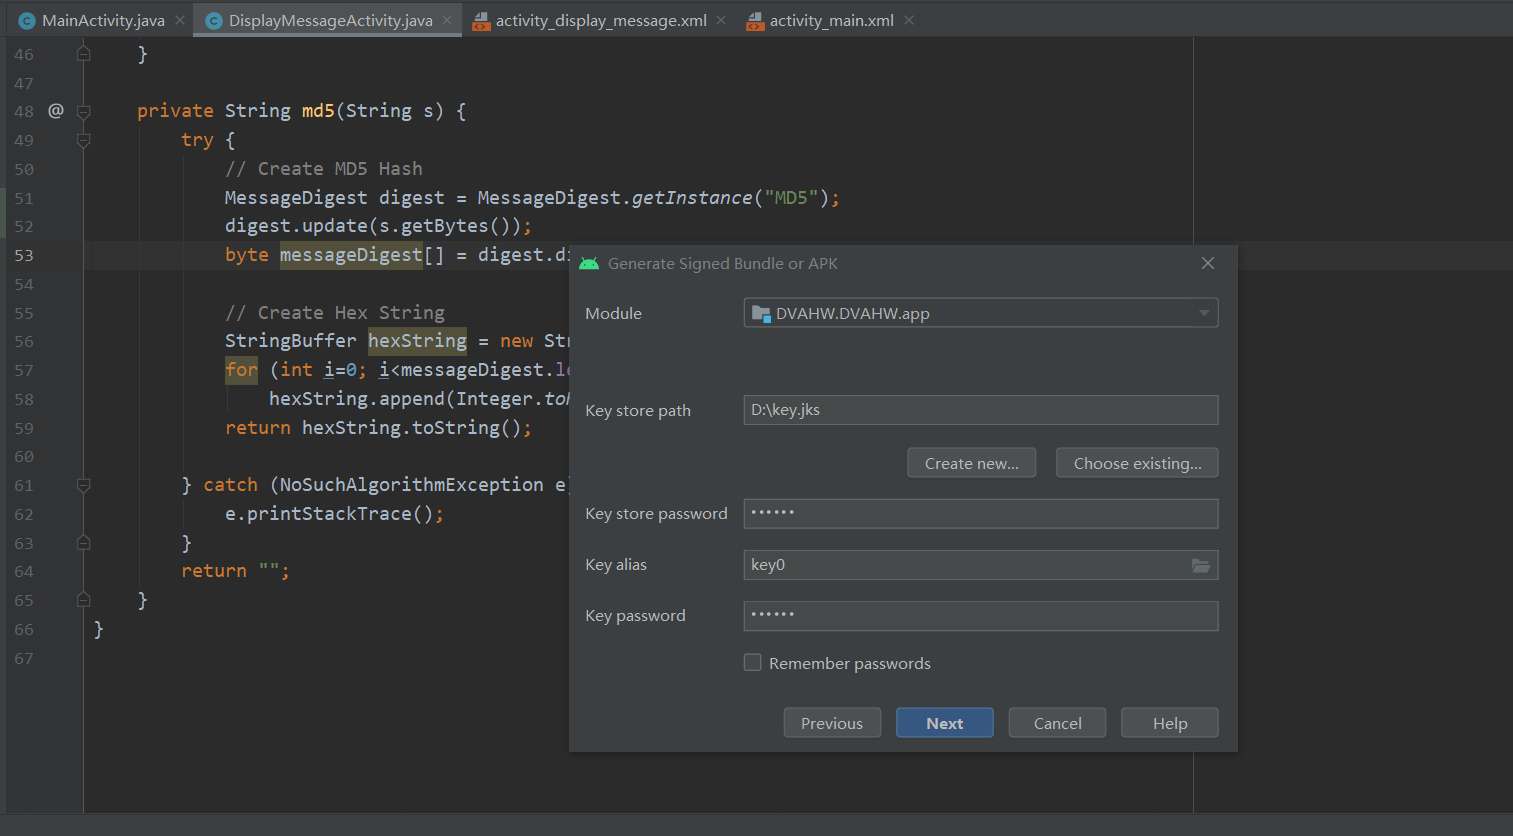 MainActivity.java DisplayMessageActivity.java activity_display_message.xml activity_main.xml
46 }
47
48 @ private String md5(String s) {
49 try {
50 // Create MD5 Hash
51 MessageDigest digest = MessageDigest.getInstance("MD5");
52 digest.update(s.getBytes());
53 byte messageDigest[] = digest.di
54
55 // Create Hex String
56 StringBuffer hexString = new Str
57 for (int i=0; i<messageDigest.le
58 hexString.append(Integer.toH
59 return hexString.toString();
60
61 } catch (NoSuchAlgorithmException e)
62 e.printStackTrace();
63 }
64 return "";
65 }
66 }
67
Generate Signed Bundle or APK
Module DVAHW.DVAHW.app
Key store path D:\key.jks
Create new... Choose existing...
Key store password ••••••
Key alias key0
Key password ••••••
Remember passwords
Previous Next Cancel Help